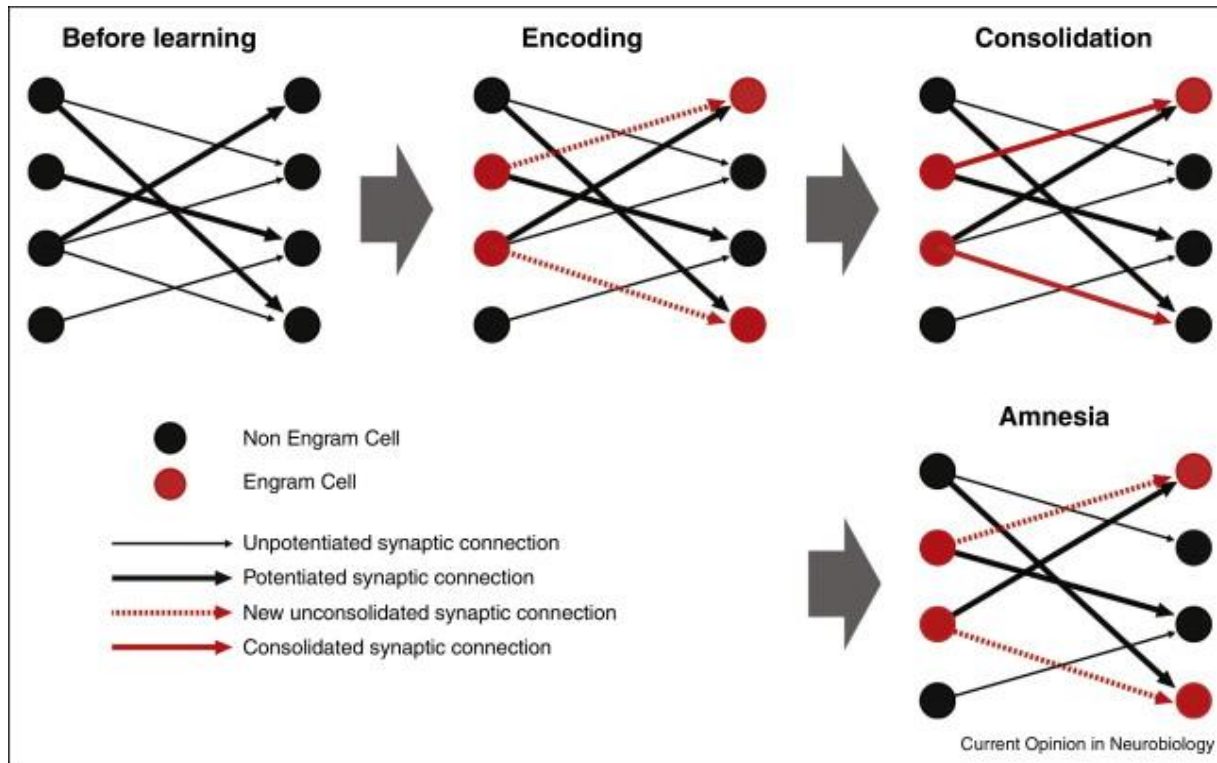 Before learning
Encoding
Consolidation
Amnesia
Non Engram Cell
Engram Cell
Unpotentiated synaptic connection
Potentiated synaptic connection
New unconsolidated synaptic connection
Consolidated synaptic connection
Current Opinion in Neurobiology